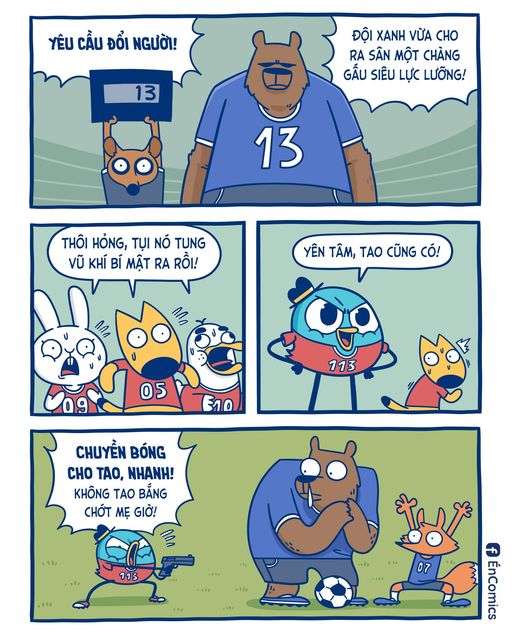 YÊU CẦU ĐỔI NGƯỜI!
13
ĐỘI XANH VỪA CHO
RA SÂN MỘT CHÀNG
GẤU SIÊU LỰC LƯỠNG!
13
THÔI HỎNG, TỤI NÓ TUNG
VŨ KHÍ BÍ MẬT RA RỒI!
09
05
10
YÊN TÂM, TAO CŨNG CÓ!
113
CHUYỀN BÓNG
CHO TAO, NHANH!
KHÔNG TAO BẮNG
CHỚT MẸ GIỜ!
113
07
ÉnComics